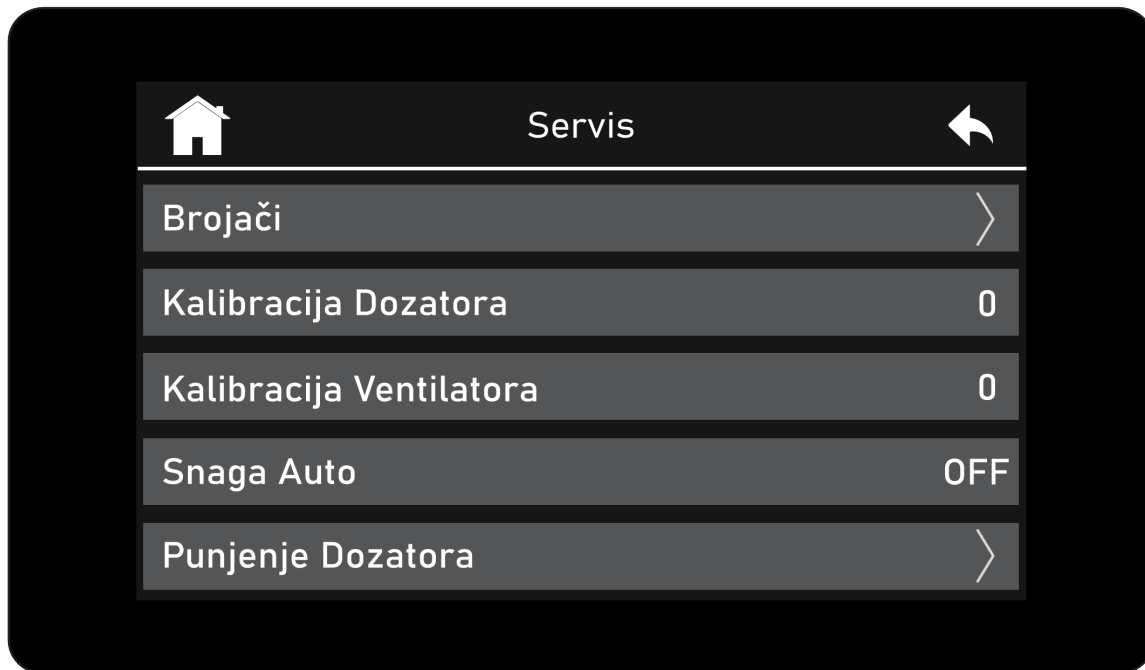 Servis
Brojači
Kalibracija Dozatora 0
Kalibracija Ventilatora 0
Snaga Auto OFF
Punjenje Dozatora